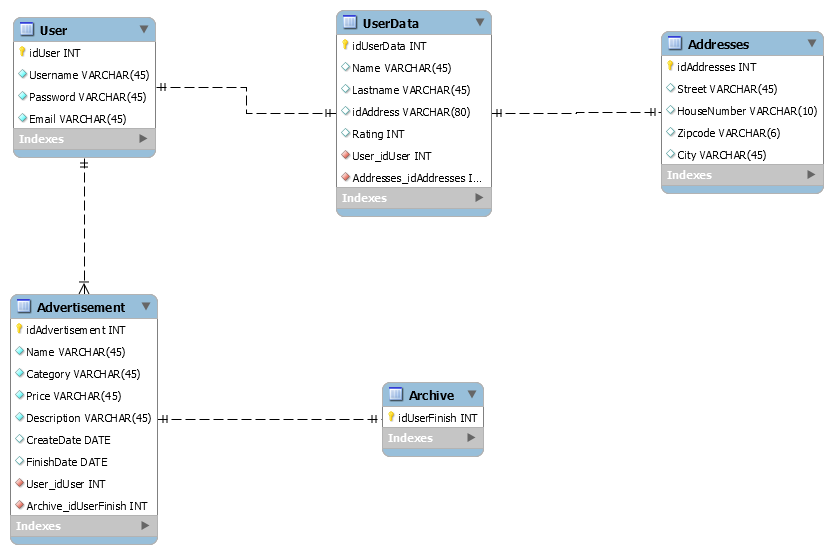 User
idUser INT
Username VARCHAR(45)
Password VARCHAR(45)
Email VARCHAR(45)
Indexes
UserData
idUserData INT
Name VARCHAR(45)
Lastname VARCHAR(45)
idAddress VARCHAR(80)
Rating INT
User_idUser INT
Addresses_idAddresses I...
Indexes
Addresses
idAddresses INT
Street VARCHAR(45)
HouseNumber VARCHAR(10)
Zipcode VARCHAR(6)
City VARCHAR(45)
Indexes
Advertisement
idAdvertisement INT
Name VARCHAR(45)
Category VARCHAR(45)
Price VARCHAR(45)
Description VARCHAR(45)
CreateDate DATE
FinishDate DATE
User_idUser INT
Archive_idUserFinish INT
Indexes
Archive
idUserFinish INT
Indexes